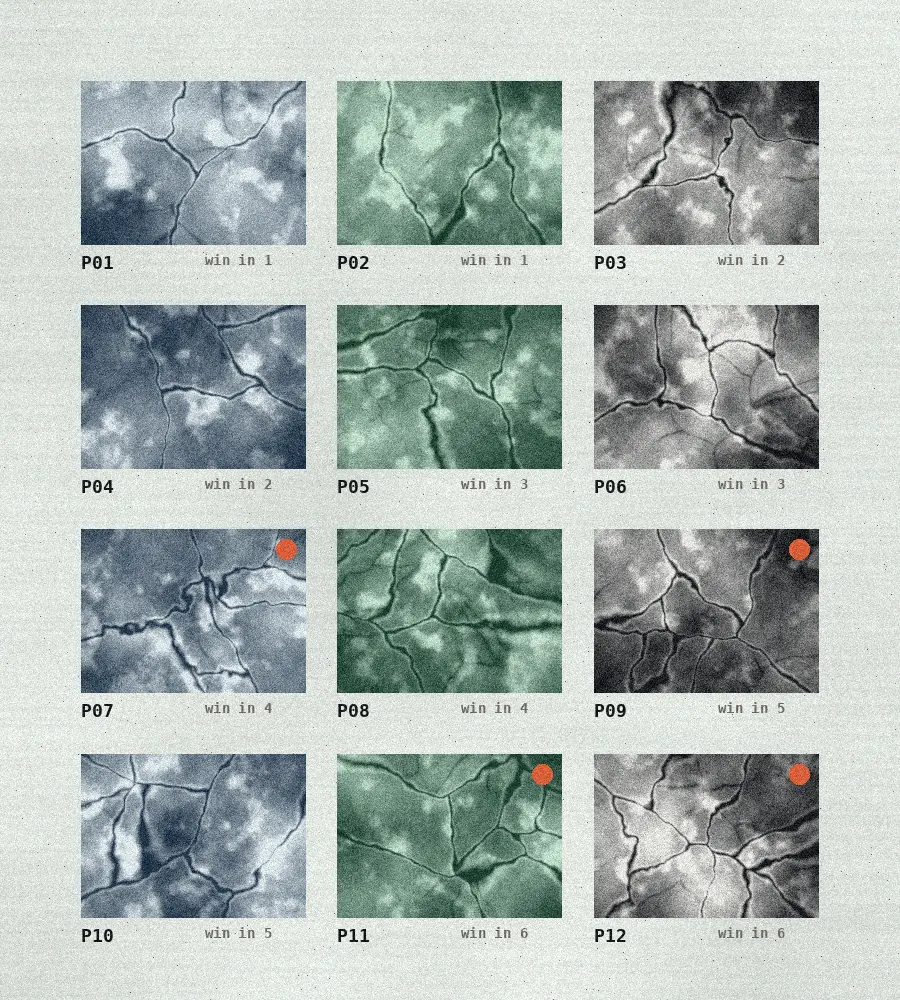 P01 win in 1
P02 win in 1
P03 win in 2
P04 win in 2
P05 win in 3
P06 win in 3
P07 win in 4
P08 win in 4
P09 win in 5
P10 win in 5
P11 win in 6
P12 win in 6